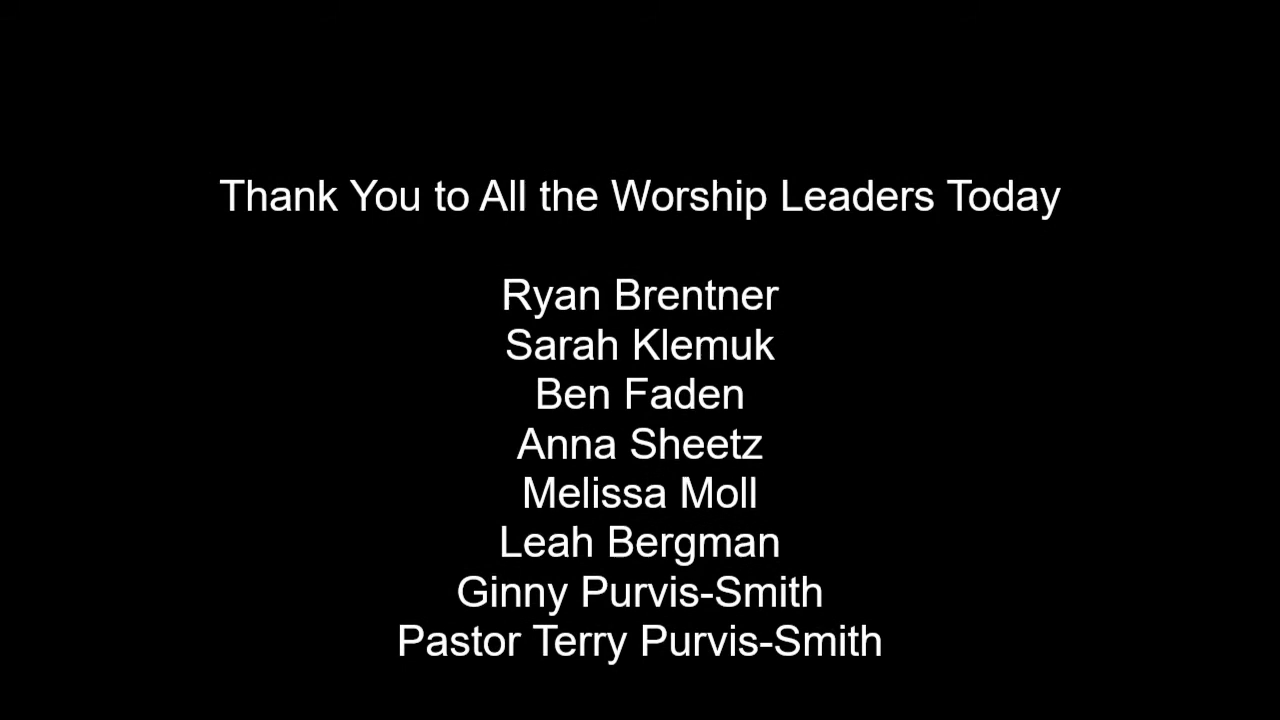 Thank You to All the Worship Leaders Today
Ryan Brentner
Sarah Klemuk
Ben Faden
Anna Sheetz
Melissa Moll
Leah Bergman
Ginny Purvis-Smith
Pastor Terry Purvis-Smith